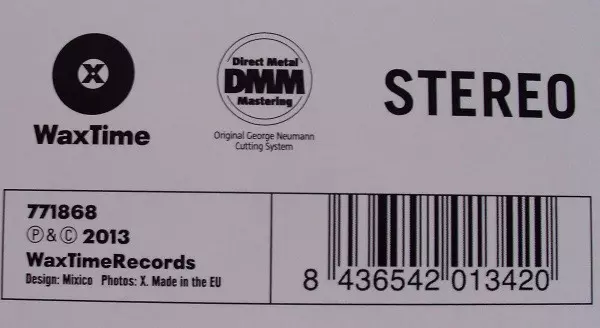 X
WaxTime
Direct Metal
DMM
Mastering
Original George Neumann
Cutting System
STEREO
771868
Ⓟ & Ⓒ 2013
WaxTimeRecords
Design: Mixico Photos: X. Made in the EU
8 436542 013420